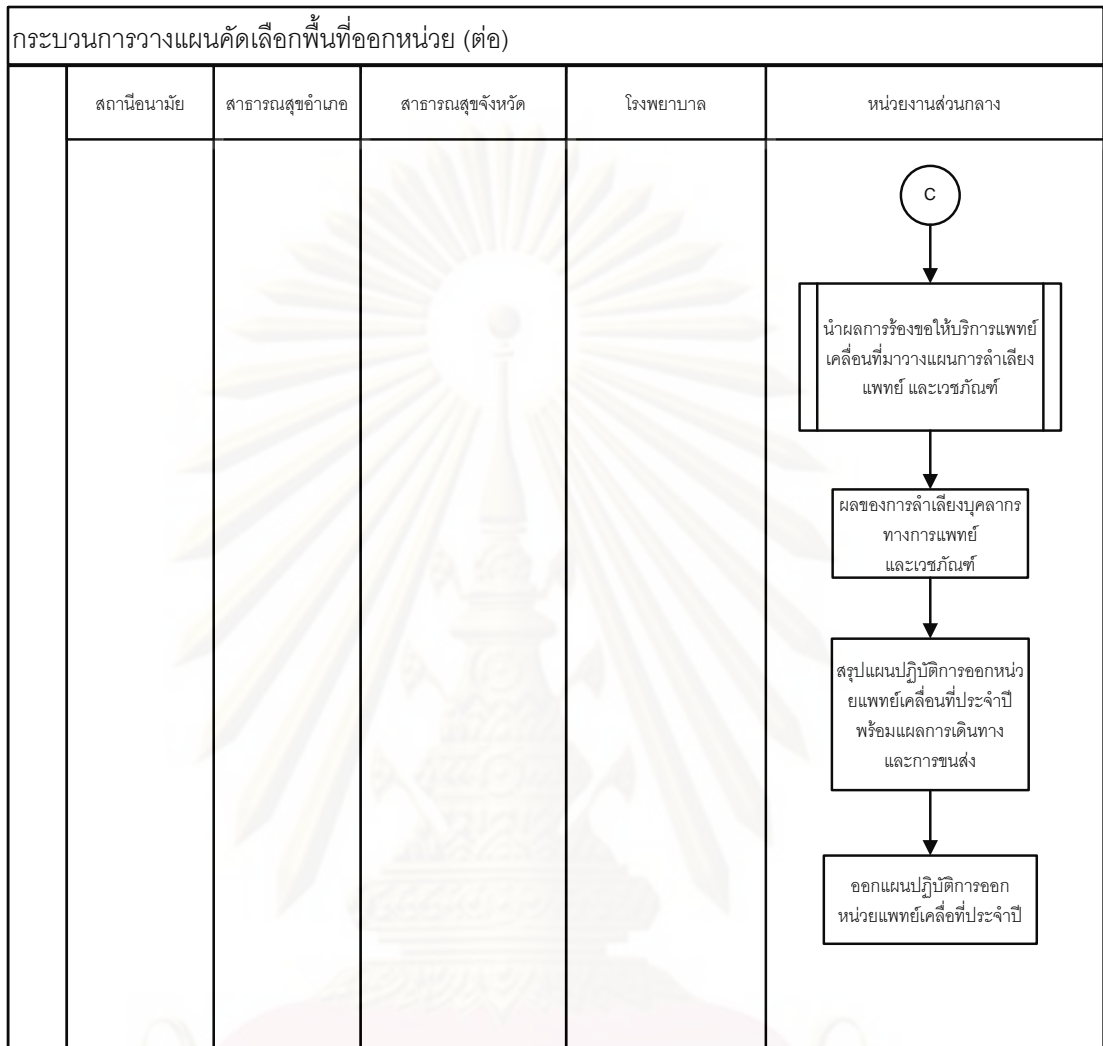 กระบวนการวางแผนคัดเลือกพื้นที่ออกหน่วย (ต่อ)
สถานีอนามัย
สาธารณสุขอำเภอ
สาธารณสุขจังหวัด
โรงพยาบาล
หน่วยงานส่วนกลาง
C
นำผลการร้องขอให้บริการแพทย์
เคลื่อนที่มาวางแผนการลำเลียง
แพทย์ และเวชภัณฑ์
ผลของการลำเลียงบุคลากร
ทางการแพทย์
และเวชภัณฑ์
สรุปแผนปฏิบัติการออกหน่ว
ยแพทย์เคลื่อนที่ประจำปี
พร้อมแผลการเดินทาง
และการขนส่ง
ออกแผนปฏิบัติการออก
หน่วยแพทย์เคลื่อที่ประจำปี